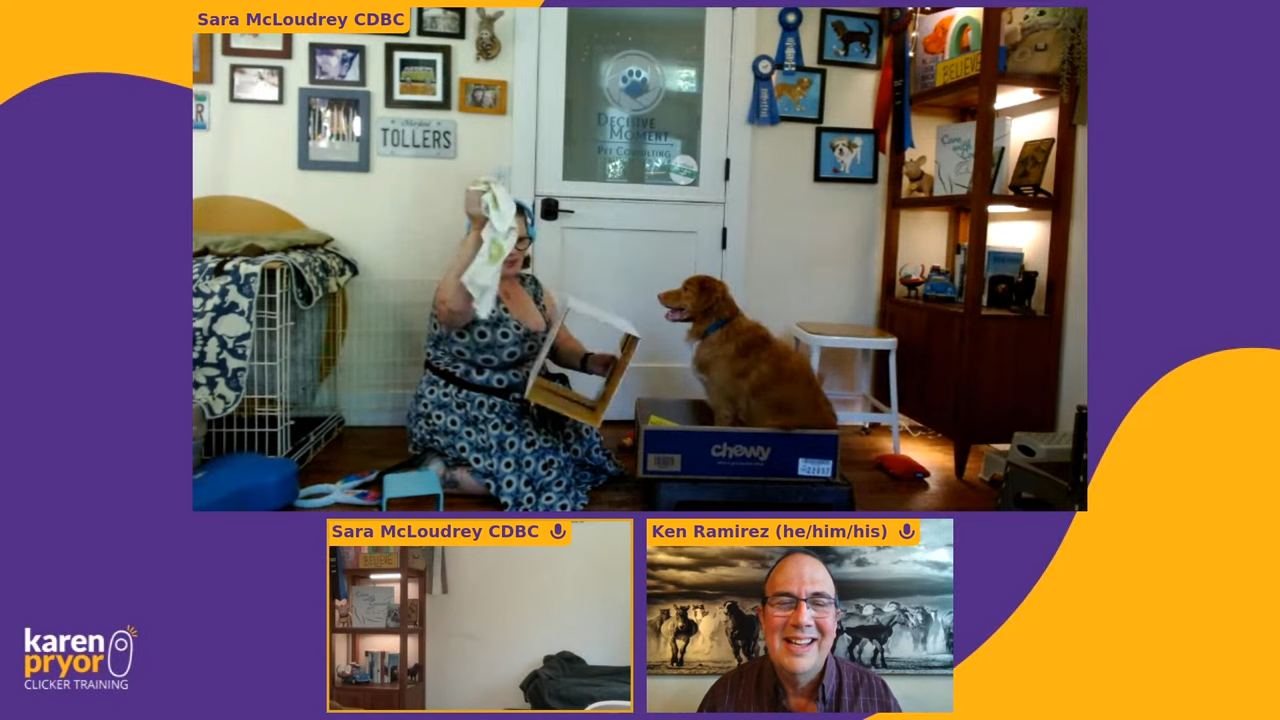 Sara McLoudrey CDBC
TOLLERS
DECISIVE
MOMENT
PET CONSULTING
BELIEVE
chewy
Sara McLoudrey CDBC
BELIEVE
Ken Ramirez (he/him/his)
karen
pryor
CLICKER TRAINING